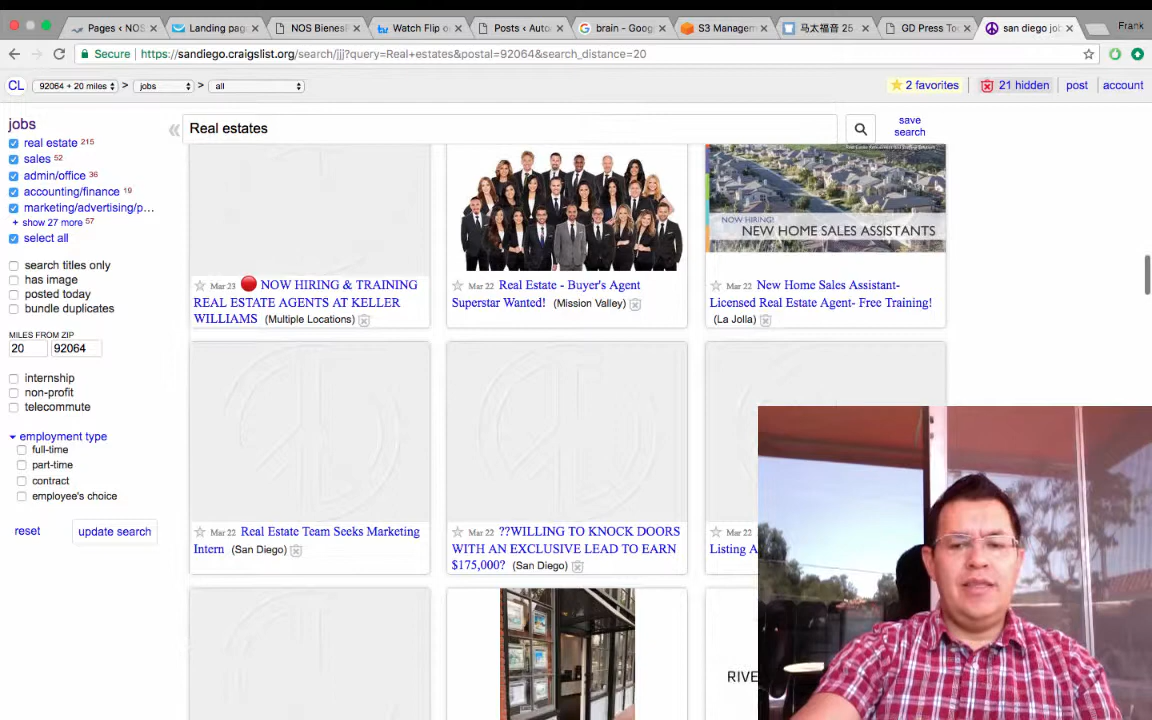 Pages ‹ NOS
Landing page
NOS Bienesl
Watch Flip o
Posts ‹ Auto
brain - Goog
S3 Managem
马太福音 25
GD Press To
san diego jo
Frank
Secure
https://sandiego.craigslist.org/search/jjj?query=Real+estates&postal=92064&search_distance=20
CL
92064 + 20 miles
>
jobs
>
all
2 favorites
21 hidden
post
account
jobs
Real estates
save
search
real estate 215
sales 52
admin/office 36
accounting/finance 19
marketing/advertising/p...
+ show 27 more 57
select all
search titles only
has image
posted today
bundle duplicates
MILES FROM ZIP
20
92064
internship
non-profit
telecommute
employment type
full-time
part-time
contract
employee's choice
reset
update search
NOW HIRING!
NEW HOME SALES ASSISTANTS
Mar 23 NOW HIRING & TRAINING
REAL ESTATE AGENTS AT KELLER
WILLIAMS (Multiple Locations)
Mar 22 Real Estate - Buyer's Agent
Superstar Wanted! (Mission Valley)
Mar 22 New Home Sales Assistant-
Licensed Real Estate Agent- Free Training!
(La Jolla)
Mar 22 Real Estate Team Seeks Marketing
Intern (San Diego)
Mar 22 ??WILLING TO KNOCK DOORS
WITH AN EXCLUSIVE LEAD TO EARN
$175,000? (San Diego)
Mar 22
Listing A
RIVE